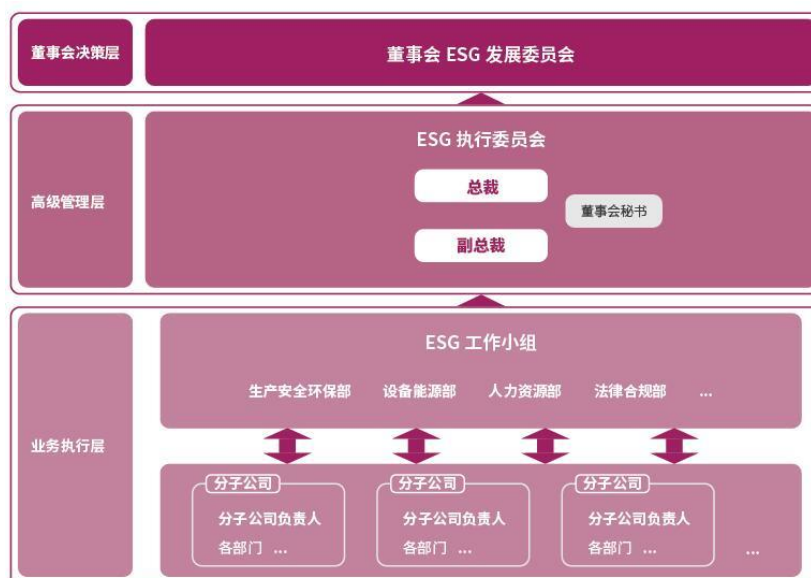 董事会决策层
董事会 ESG 发展委员会
高级管理层
ESG 执行委员会
总裁
董事会秘书
副总裁
业务执行层
ESG 工作小组
生产安全环保部 设备能源部 人力资源部 法律合规部 ...
分子公司 分子公司 分子公司
分子公司负责人 分子公司负责人 分子公司负责人
各部门 ... 各部门 ... 各部门 ... ...